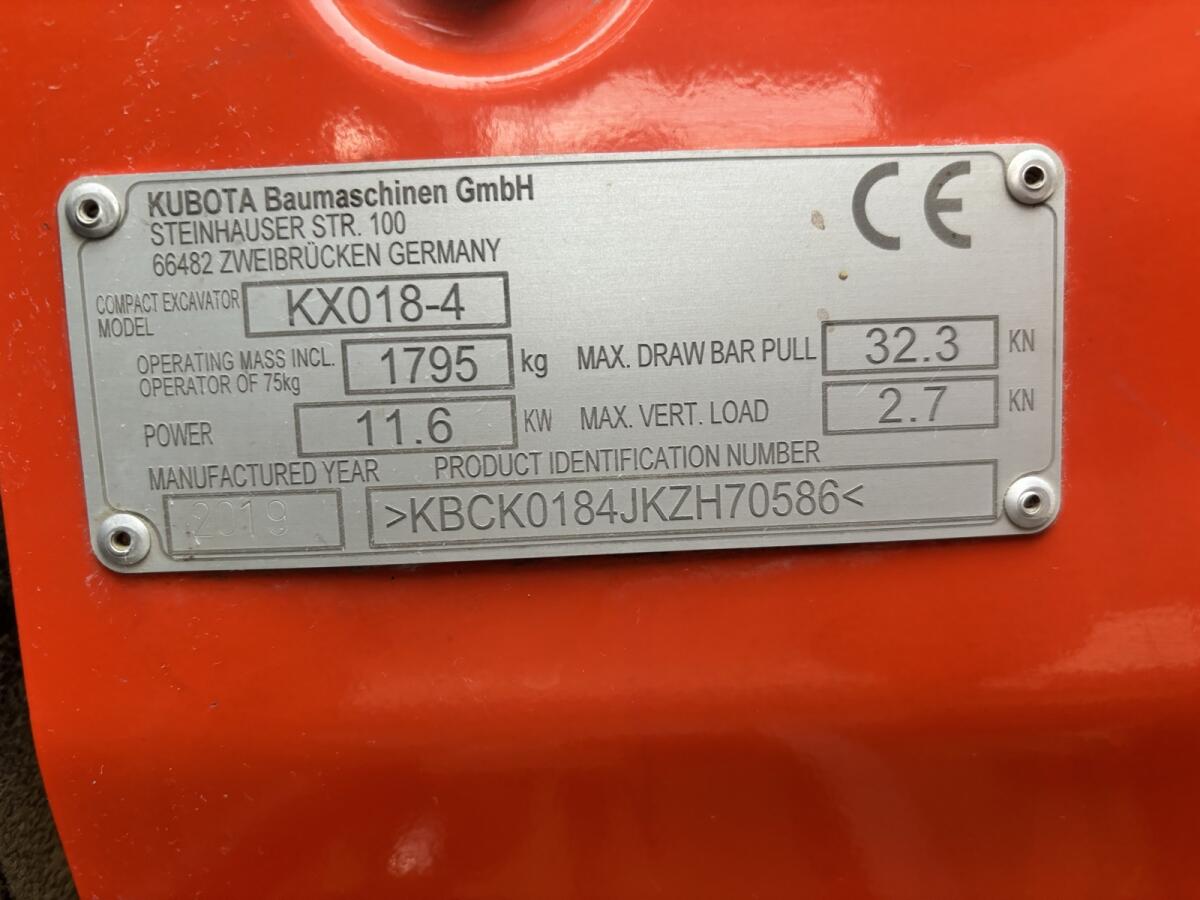 KUBOTA Baumaschinen GmbH
STEINHAUSER STR. 100
66482 ZWEIBRÜCKEN GERMANY
CE
COMPACT EXCAVATOR MODEL KX018-4
OPERATING MASS INCL. OPERATOR OF 75kg 1795 kg
MAX. DRAW BAR PULL 32.3 KN
POWER 11.6 KW
MAX. VERT. LOAD 2.7 KN
MANUFACTURED YEAR
2019
PRODUCT IDENTIFICATION NUMBER
>KBCK0184JKZH70586<